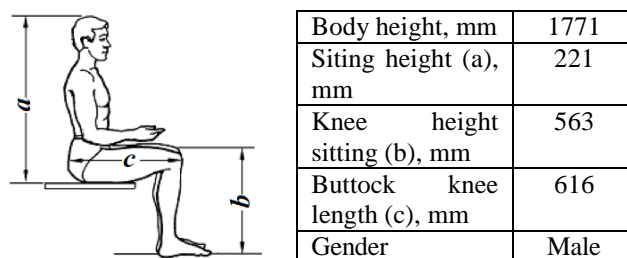 a
c
b
Body height, mm 1771
Siting height (a), 221
mm
Knee height 563
sitting (b), mm
Buttock knee 616
length (c), mm
Gender Male